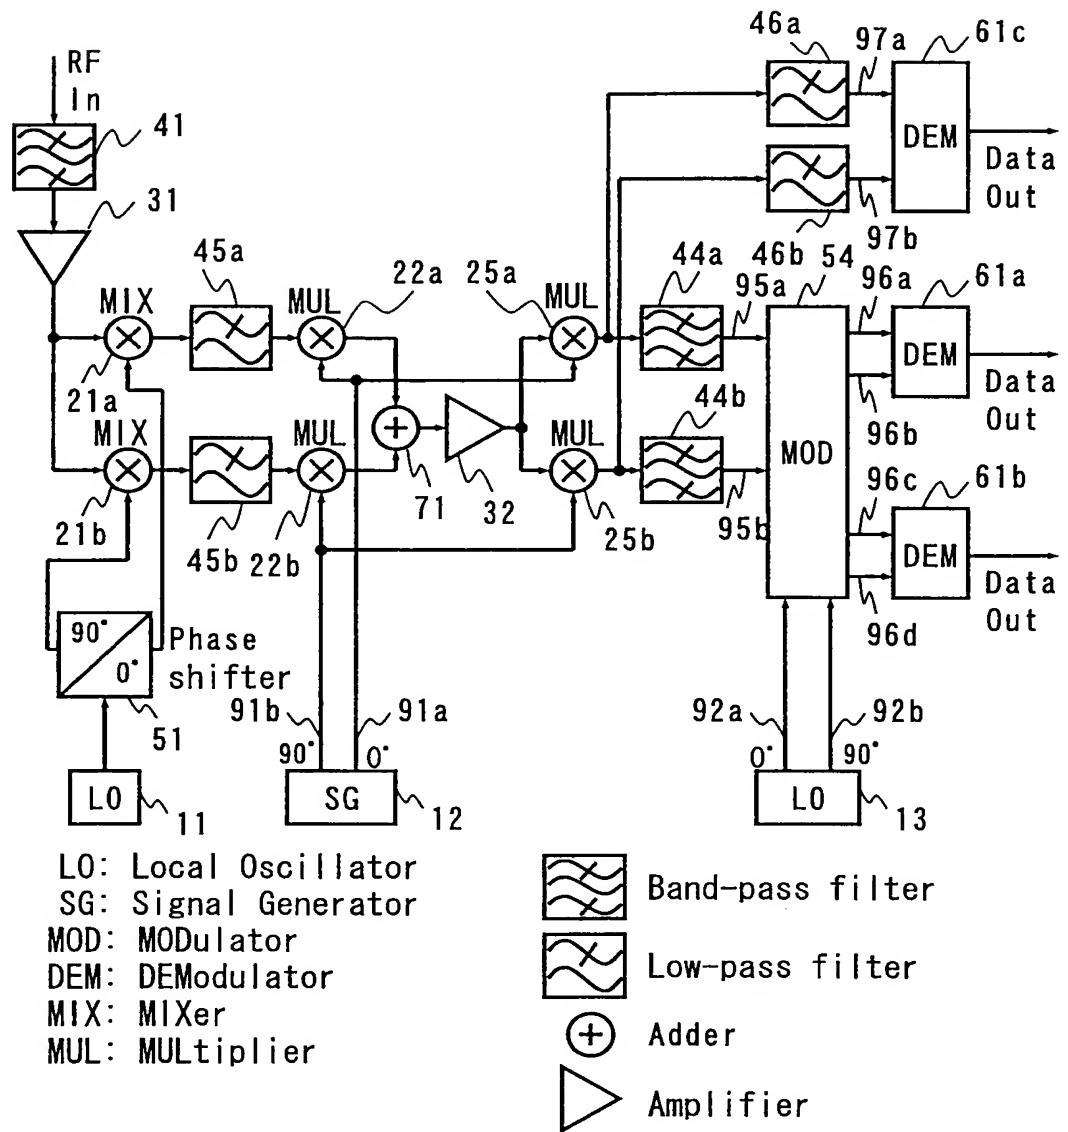 RF
In
41
31
46a
97a
61c
DEM
Data
Out
46b
97b
54
45a
22a
25a
44a
95a
96a
61a
MIX
MUL
MUL
DEM
Data
Out
21a
44b
96b
MIX
MUL
MUL
MOD
21b
45b
22b
71
32
25b
95b
96c
61b
DEM
Data
Out
96d
90°
0°
Phase
shifter
51
91b
91a
92a
92b
90°
0°
0°
90°
LO
11
SG
12
LO
13
LO: Local Oscillator
SG: Signal Generator
MOD: MODulator
DEM: DEModulator
MIX: MIXer
MUL: MULtiplier
Band-pass filter
Low-pass filter
Adder
Amplifier